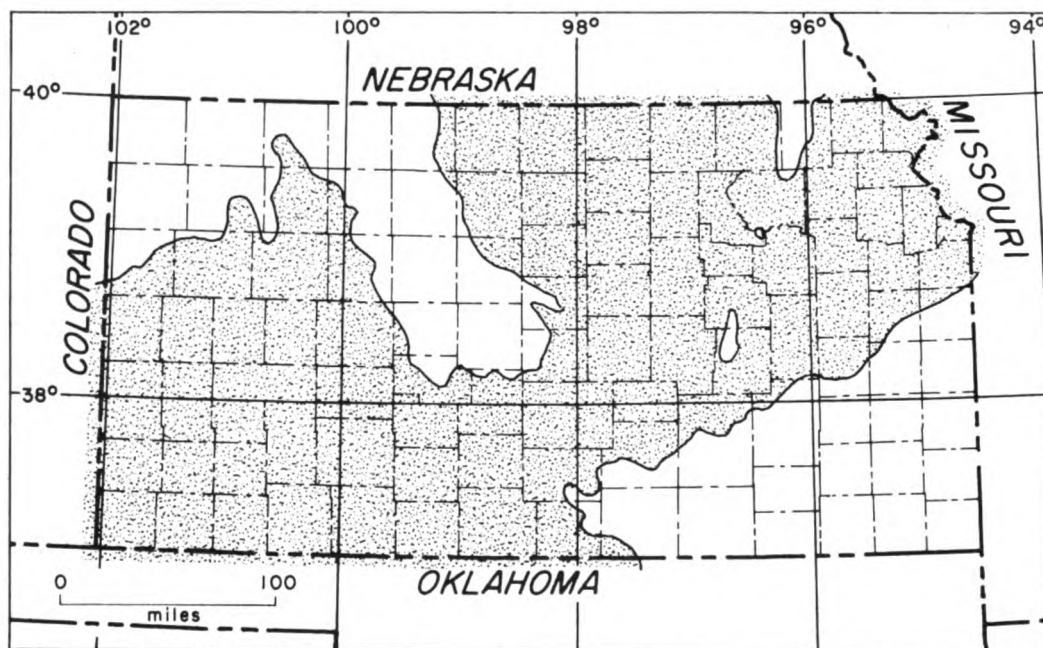 102° 100° 98° 96° 94°
40°
NEBRASKA
MISSOURI
COLORADO
38°
OKLAHOMA
0 100
miles